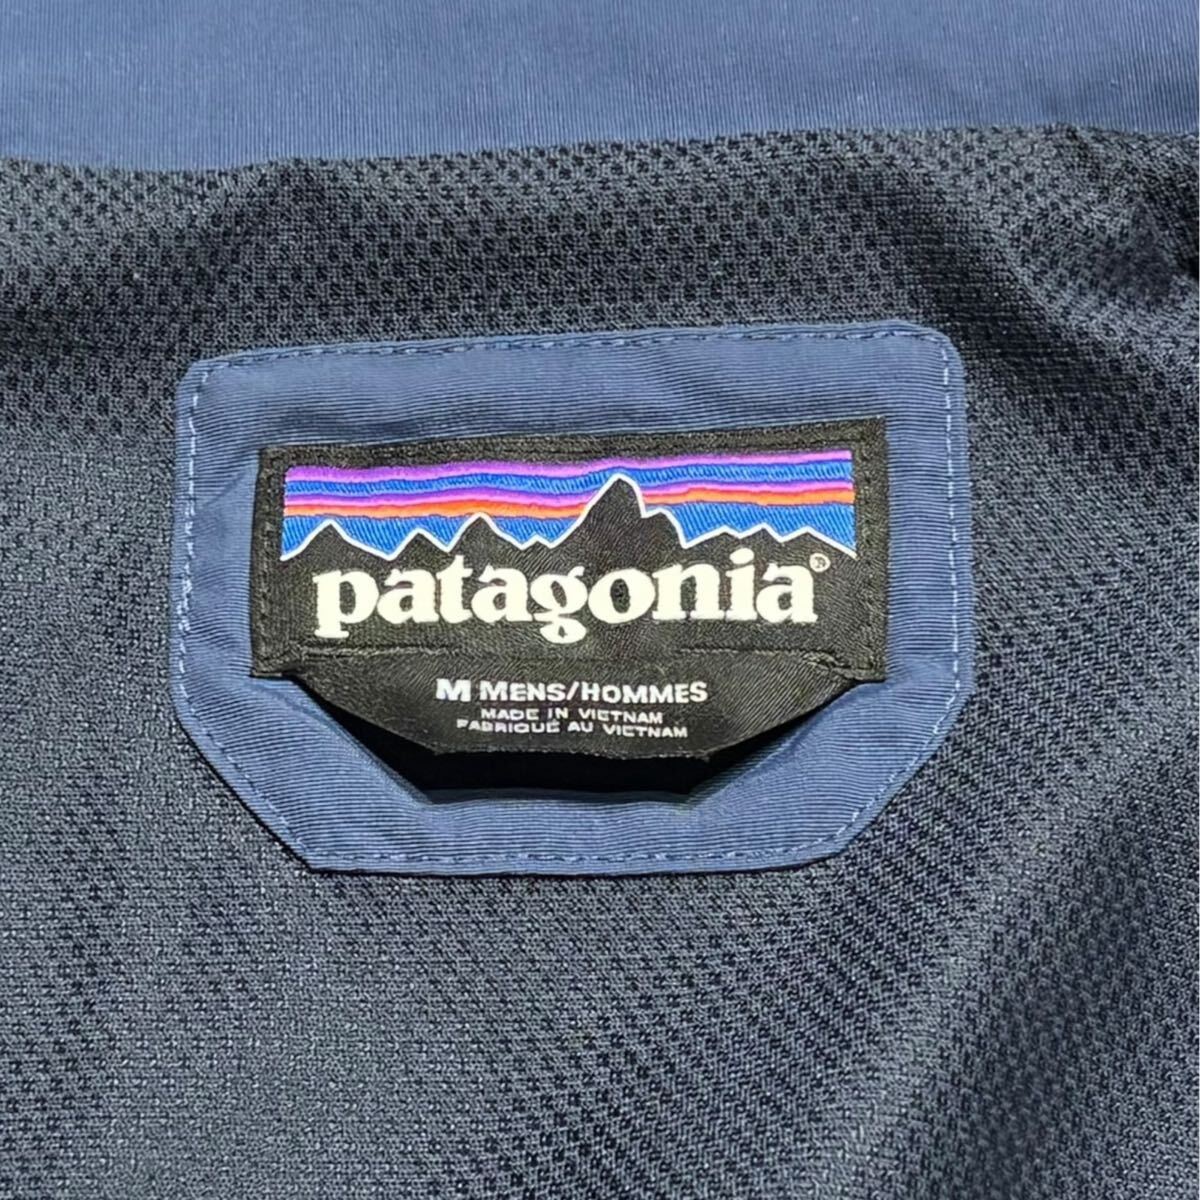 patagonia®
M MENS/HOMMES
MADE IN VIETNAM
FABRIQUÉ AU VIETNAM